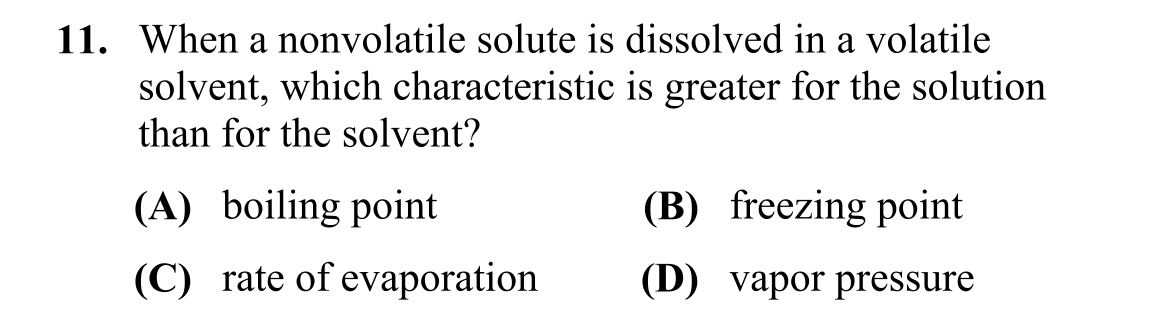 11. When a nonvolatile solute is dissolved in a volatile
solvent, which characteristic is greater for the solution
than for the solvent?
(A) boiling point (B) freezing point
(C) rate of evaporation (D) vapor pressure